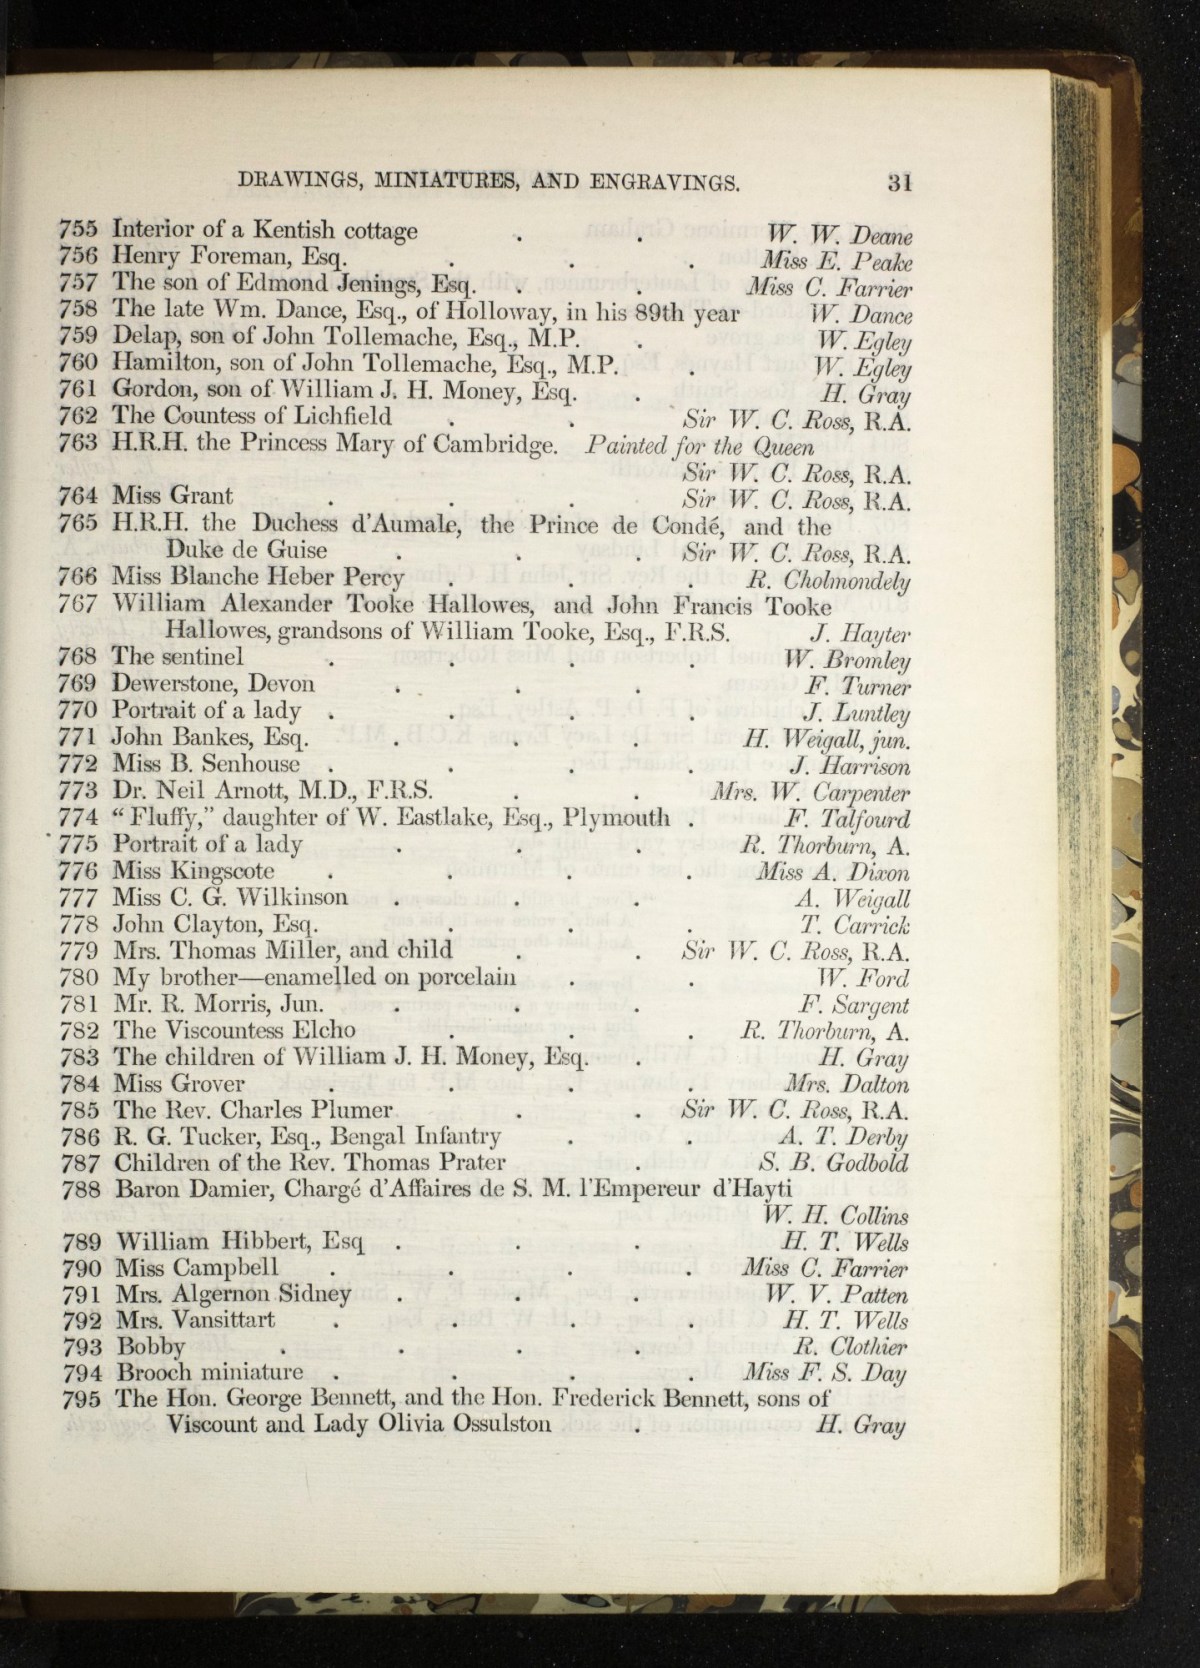 DRAWINGS, MINIATURES, AND ENGRAVINGS. 31
755 Interior of a Kentish cottage . . W. W. Deane
756 Henry Foreman, Esq. . . . Miss E. Peake
757 The son of Edmond Jenings, Esq. . . Miss C. Farrier
758 The late Wm. Dance, Esq., of Holloway, in his 89th year W. Dance
759 Delap, son of John Tollemache, Esq., M.P. . W. Egley
760 Hamilton, son of John Tollemache, Esq., M.P. . W. Egley
761 Gordon, son of William J. H. Money, Esq. . H. Gray
762 The Countess of Lichfield . . Sir W. C. Ross, R.A.
763 H.R.H. the Princess Mary of Cambridge. Painted for the Queen
Sir W. C. Ross, R.A.
764 Miss Grant . . . Sir W. C. Ross, R.A.
765 H.R.H. the Duchess d'Aumale, the Prince de Condé, and the
Duke de Guise . . . Sir W. C. Ross, R.A.
766 Miss Blanche Heber Percy . . . R. Cholmondely
767 William Alexander Tooke Hallowes, and John Francis Tooke
Hallowes, grandsons of William Tooke, Esq., F.R.S. J. Hayter
768 The sentinel . . . . W. Bromley
769 Dewerstone, Devon . . . F. Turner
770 Portrait of a lady . . . . J. Luntley
771 John Bankes, Esq. . . . H. Weigall, jun.
772 Miss B. Senhouse . . . . J. Harrison
773 Dr. Neil Arnott, M.D., F.R.S. . . Mrs. W. Carpenter
774 "Fluffy," daughter of W. Eastlake, Esq., Plymouth . F. Talfourd
775 Portrait of a lady . . . R. Thorburn, A.
776 Miss Kingscote . . . . Miss A. Dixon
777 Miss C. G. Wilkinson . . . A. Weigall
778 John Clayton, Esq. . . . T. Carrick
779 Mrs. Thomas Miller, and child . . Sir W. C. Ross, R.A.
780 My brother—enamelled on porcelain . . W. Ford
781 Mr. R. Morris, Jun. . . . F. Sargent
782 The Viscountess Elcho . . . R. Thorburn, A.
783 The children of William J. H. Money, Esq. . H. Gray
784 Miss Grover . . . . Mrs. Dalton
785 The Rev. Charles Plumer . . Sir W. C. Ross, R.A.
786 R. G. Tucker, Esq., Bengal Infantry . . A. T. Derby
787 Children of the Rev. Thomas Prater . S. B. Godbold
788 Baron Damier, Chargé d'Affaires de S. M. l'Empereur d'Hayti
W. H. Collins
789 William Hibbert, Esq . . . H. T. Wells
790 Miss Campbell . . . . Miss C. Farrier
791 Mrs. Algernon Sidney . . . W. V. Patten
792 Mrs. Vansittart . . . . H. T. Wells
793 Bobby . . . . R. Clothier
794 Brooch miniature . . . . Miss F. S. Day
795 The Hon. George Bennett, and the Hon. Frederick Bennett, sons of
Viscount and Lady Olivia Ossulston . H. Gray